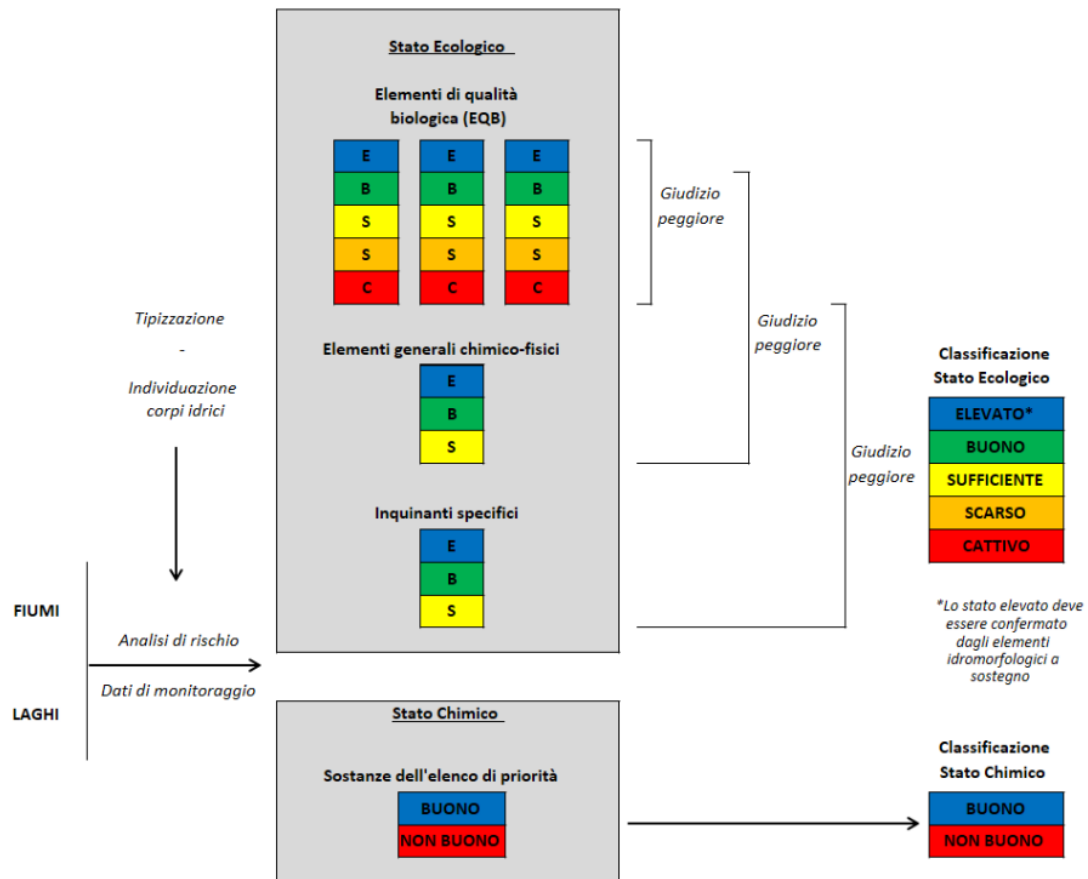 Stato Ecologico
Elementi di qualità
biologica (EQB)
E E E
B B B
S S S
S S S
C C C
Giudizio
peggiore
Tipizzazione
-
Individuazione
corpi idrici
Elementi generali chimico-fisici
E
B
S
Giudizio
peggiore
Inquinanti specifici
E
B
S
Giudizio
peggiore
Classificazione
Stato Ecologico
ELEVATO*
BUONO
SUFFICIENTE
SCARSO
CATTIVO
*Lo stato elevato deve
essere confermato
dagli elementi
idromorfologici a
sostegno
FIUMI
Analisi di rischio
Dati di monitoraggio
LAGHI
Stato Chimico
Sostanze dell'elenco di priorità
BUONO
NON BUONO
Classificazione
Stato Chimico
BUONO
NON BUONO